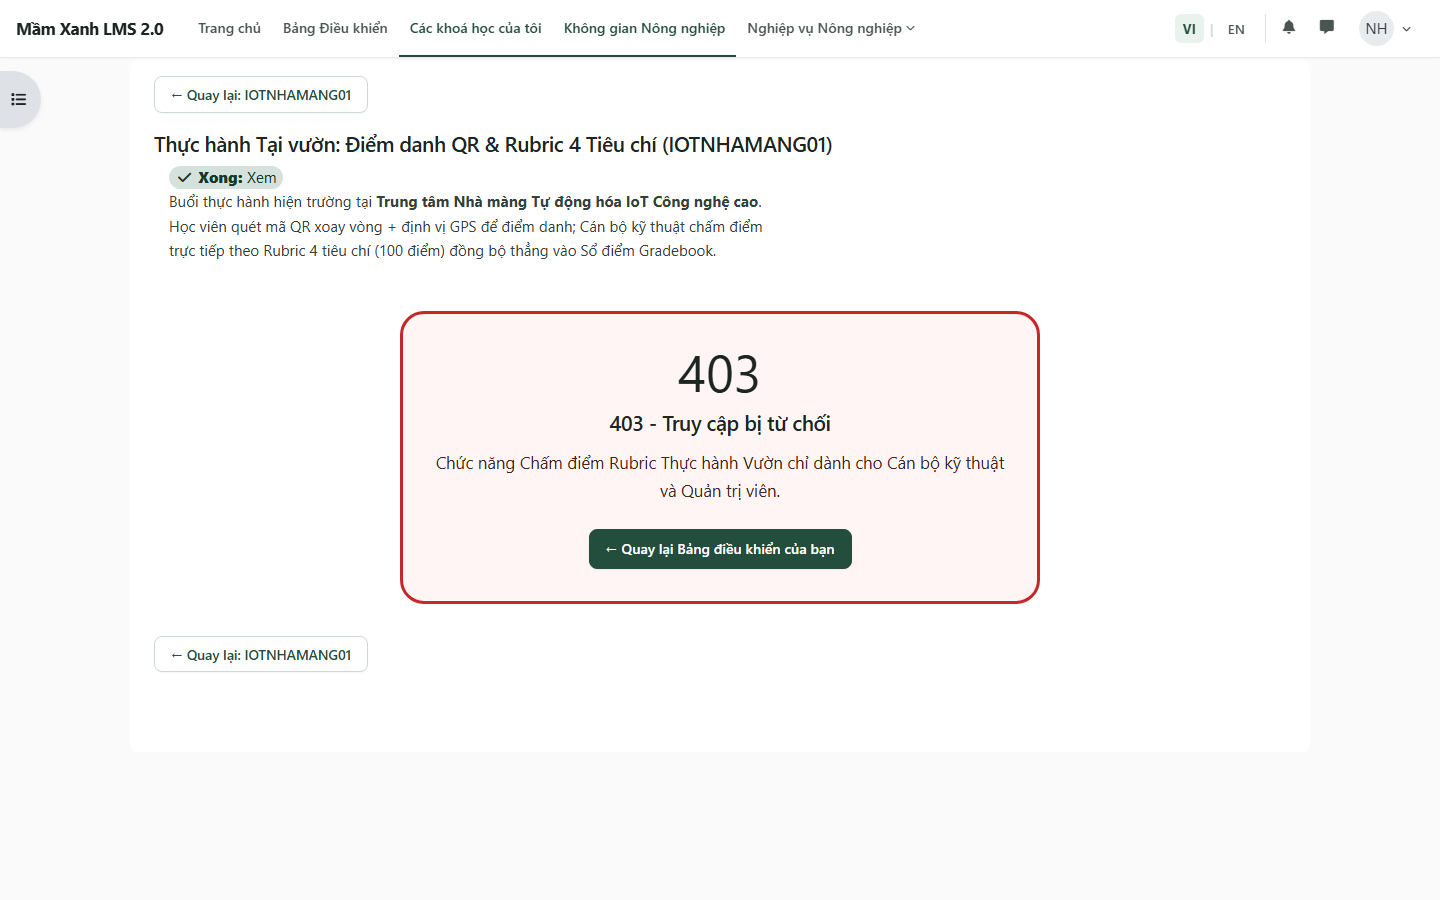 Mầm Xanh LMS 2.0
Trang chủ
Bảng Điều khiển
Các khoá học của tôi
Không gian Nông nghiệp
Nghiệp vụ Nông nghiệp
VI | EN
NH
← Quay lại: IOTNHAMANG01
Thực hành Tại vườn: Điểm danh QR & Rubric 4 Tiêu chí (IOTNHAMANG01)
Xong: Xem
Buổi thực hành hiện trường tại Trung tâm Nhà màng Tự động hóa IoT Công nghệ cao.
Học viên quét mã QR xoay vòng + định vị GPS để điểm danh; Cán bộ kỹ thuật chấm điểm
trực tiếp theo Rubric 4 tiêu chí (100 điểm) đồng bộ thẳng vào Sổ điểm Gradebook.
403
403 - Truy cập bị từ chối
Chức năng Chấm điểm Rubric Thực hành Vườn chỉ dành cho Cán bộ kỹ thuật
và Quản trị viên.
← Quay lại Bảng điều khiển của bạn
← Quay lại: IOTNHAMANG01